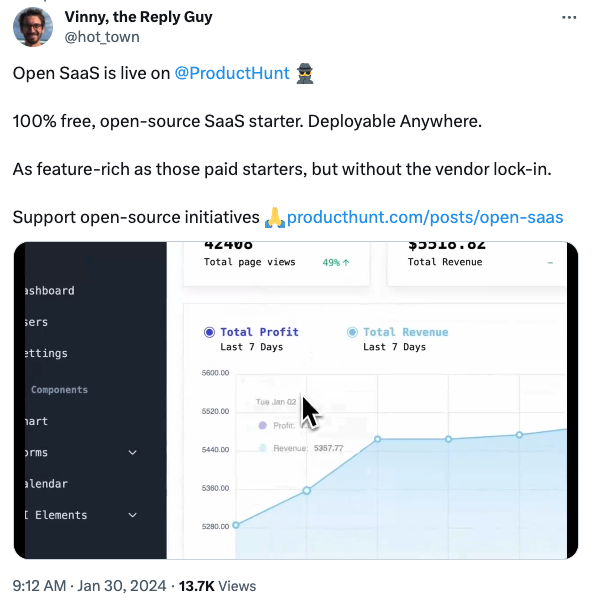 Vinny, the Reply Guy
@hot_town
Open SaaS is live on @ProductHunt
100% free, open-source SaaS starter. Deployable Anywhere.
As feature-rich as those paid starters, but without the vendor lock-in.
Support open-source initiatives 🙏producthunt.com/posts/open-saas
42408
$5518.82
Total page views 49%↑
Total Revenue –
ashboard
sers
ettings
Components
hart
orms
alendar
I Elements
Total Profit
Last 7 Days
Total Revenue
Last 7 Days
5600.00
5520.00
5440.00
5360.00
5280.00
Tue Jan 02
Profit:
Revenue: 5357.77
9:12 AM · Jan 30, 2024 · 13.7K Views